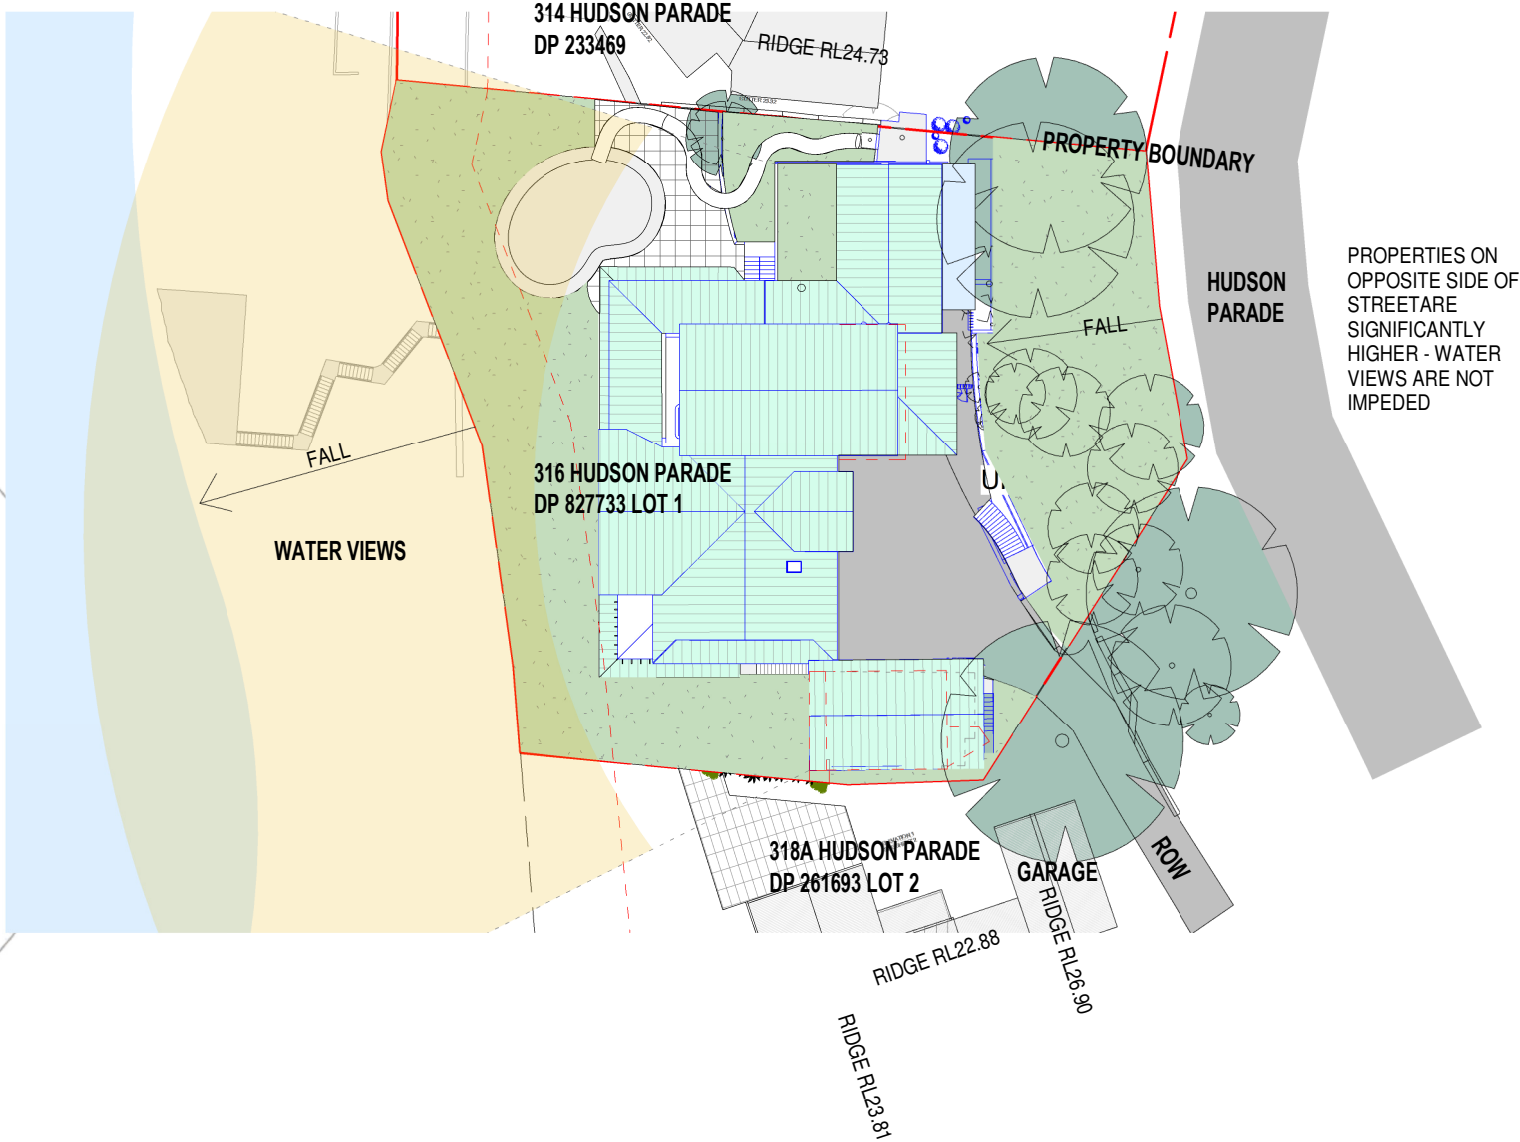 314 HUDSON PARADE
DP 233469
RIDGE RL24.73
PROPERTY BOUNDARY
HUDSON
PARADE
PROPERTIES ON
OPPOSITE SIDE OF
STREETARE
SIGNIFICANTLY
HIGHER - WATER
VIEWS ARE NOT
IMPEDED
FALL
FALL
316 HUDSON PARADE
DP 827733 LOT 1
WATER VIEWS
318A HUDSON PARADE
DP 261693 LOT 2
GARAGE
ROW
RIDGE RL22.88
RIDGE RL26.90
RIDGE RL23.81